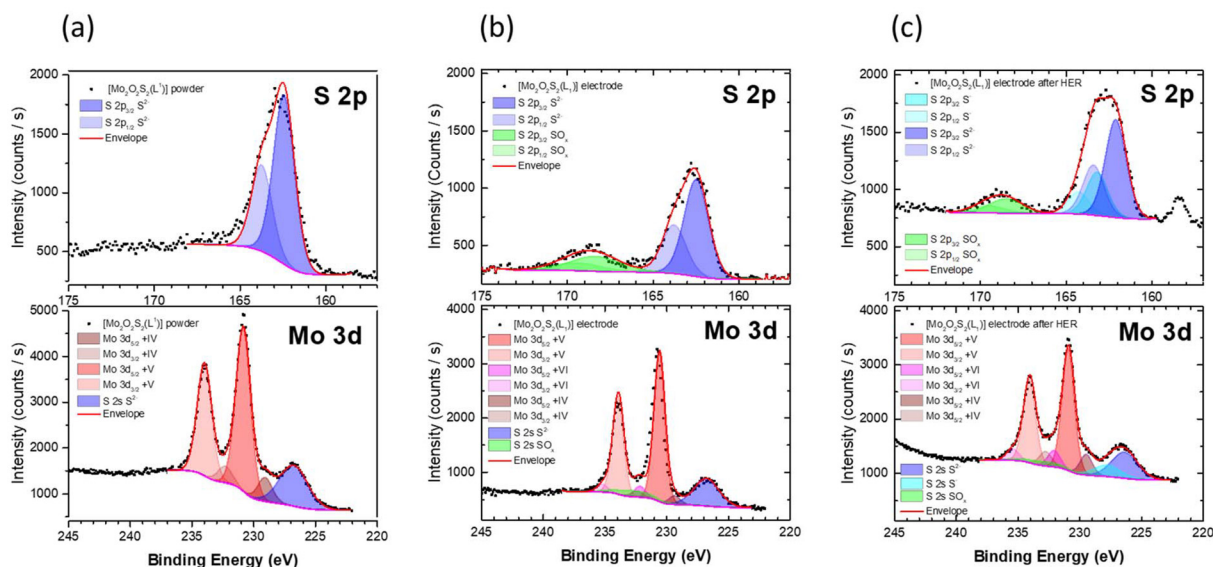 (a)
(b)
(c)
2000
1500
1000
500
175
170
165
160
Intensity (counts / s)
[Mo₂O₂S₂(L¹)] powder
S 2p₃/₂ S²⁻
S 2p₁/₂ S²⁻
Envelope
S 2p
5000
4000
3000
2000
1000
245
240
235
230
225
220
Intensity (counts / s)
Binding Energy (eV)
[Mo₂O₂S₂(L¹)] powder
Mo 3d₅/₂ +IV
Mo 3d₃/₂ +IV
Mo 3d₅/₂ +V
Mo 3d₃/₂ +V
S 2s S²⁻
Envelope
Mo 3d
2000
1500
1000
500
175
170
165
160
Intensity (Counts / s)
[Mo₂O₂S₂(L₁)] electrode
S 2p₃/₂ S²⁻
S 2p₁/₂ S²⁻
S 2p₃/₂ SOₓ
S 2p₁/₂ SOₓ
Envelope
S 2p
4000
3000
2000
1000
245
240
235
230
225
220
Intensity (counts / s)
Binding Energy (eV)
[Mo₂O₂S₂(L₁)] electrode
Mo 3d₅/₂ +V
Mo 3d₃/₂ +V
Mo 3d₅/₂ +VI
Mo 3d₃/₂ +VI
Mo 3d₅/₂ +IV
Mo 3d₃/₂ +IV
S 2s S²⁻
S 2s SOₓ
Envelope
Mo 3d
2000
1500
1000
500
175
170
165
160
Intensity (counts / s)
[Mo₂O₂S₂(L₁)] electrode after HER
S 2p₃/₂ S⁻
S 2p₁/₂ S⁻
S 2p₃/₂ S²⁻
S 2p₁/₂ S²⁻
S 2p₃/₂ SOₓ
S 2p₁/₂ SOₓ
Envelope
S 2p
4000
3000
2000
1000
0
245
240
235
230
225
220
Intensity (counts / s)
Binding Energy (eV)
[Mo₂O₂S₂(L₁)] electrode after HER
Mo 3d₅/₂ +V
Mo 3d₃/₂ +V
Mo 3d₅/₂ +VI
Mo 3d₃/₂ +VI
Mo 3d₅/₂ +IV
Mo 3d₃/₂ +IV
S 2s S²⁻
S 2s S⁻
S 2s SOₓ
Envelope
Mo 3d